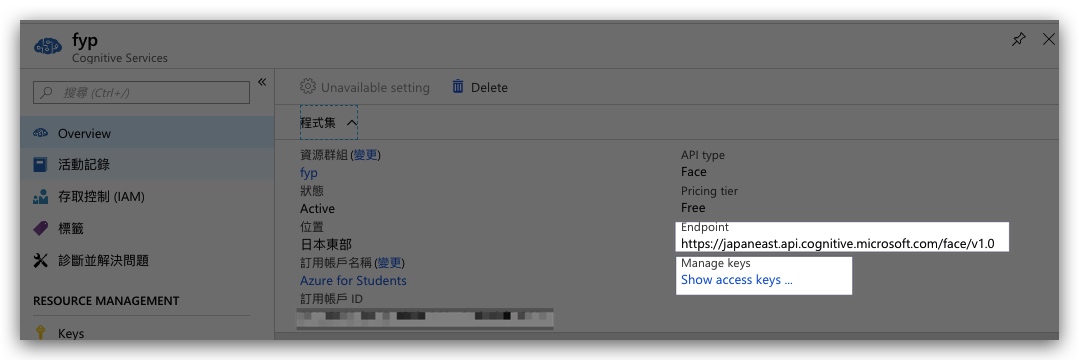 fyp
Cognitive Services
搜尋 (Ctrl+/)
«
Overview
活動記錄
存取控制 (IAM)
標籤
診斷並解決問題
RESOURCE MANAGEMENT
Keys
Unavailable setting
Delete
程式集
資源群組 (變更)
fyp
狀態
Active
位置
日本東部
訂用帳戶名稱 (變更)
Azure for Students
訂用帳戶 ID
API type
Face
Pricing tier
Free
Endpoint
https://japaneast.api.cognitive.microsoft.com/face/v1.0
Manage keys
Show access keys ...